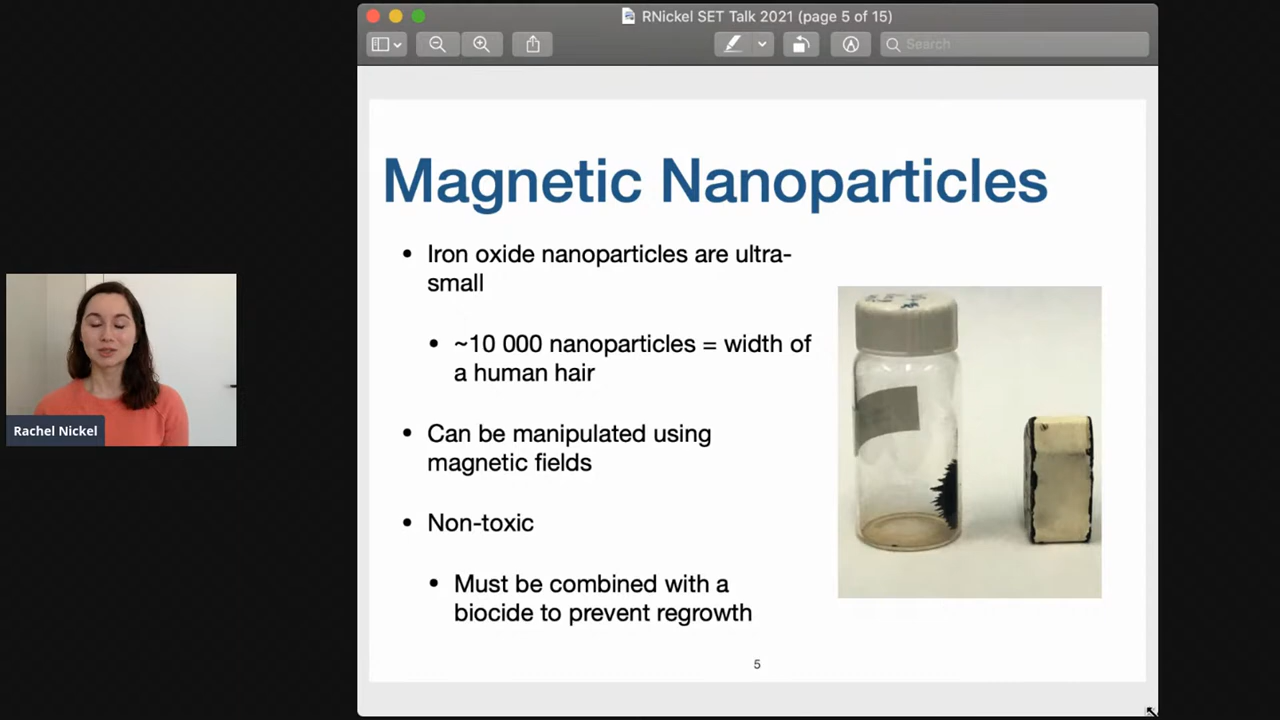 RNickel SET Talk 2021 (page 5 of 15)
Search
Magnetic Nanoparticles
• Iron oxide nanoparticles are ultra-
small
• ~10 000 nanoparticles = width of
a human hair
• Can be manipulated using
magnetic fields
• Non-toxic
• Must be combined with a
biocide to prevent regrowth
5
Rachel Nickel